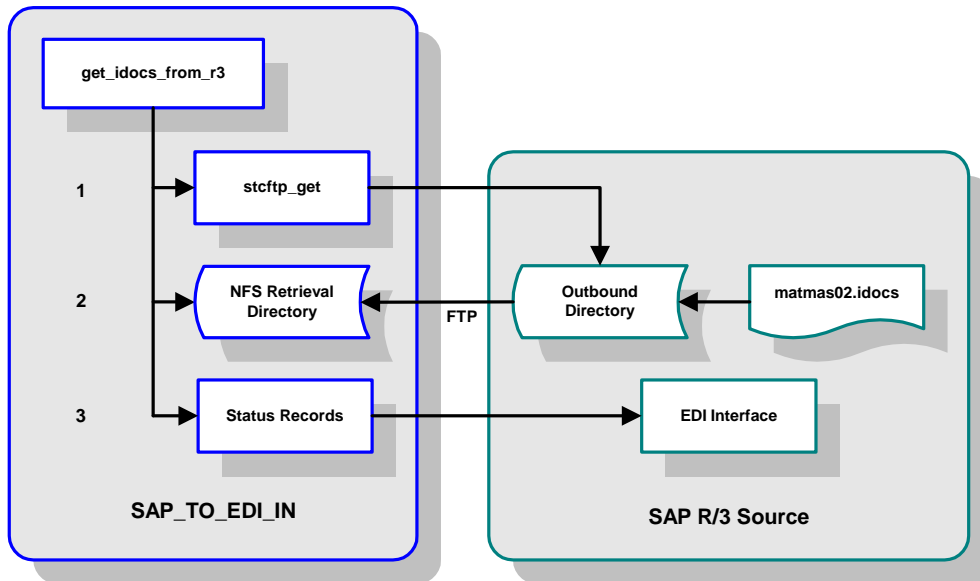 get_idocs_from_r3
1
stcftp_get
2
NFS Retrieval
Directory
FTP
Outbound
Directory
matmas02.idocs
3
Status Records
EDI Interface
SAP_TO_EDI_IN
SAP R/3 Source